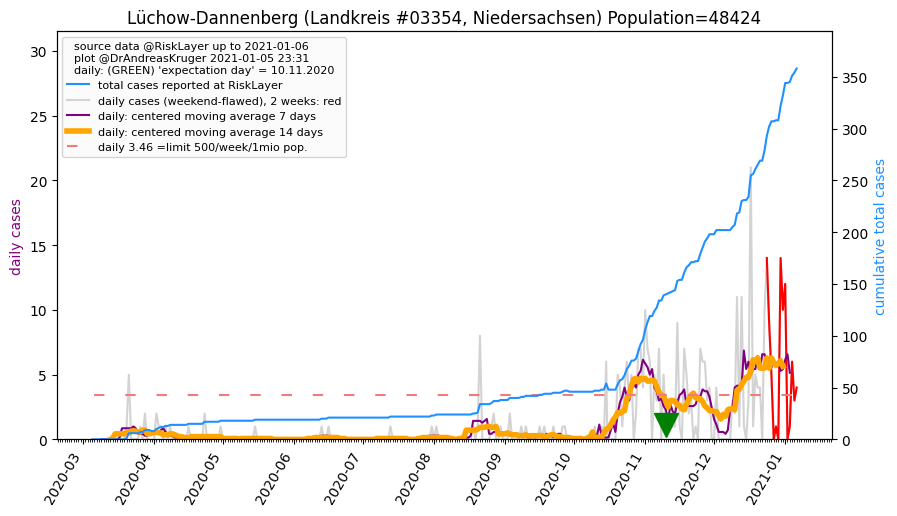 Lüchow-Dannenberg (Landkreis #03354, Niedersachsen) Population=48424
source data @RiskLayer up to 2021-01-06
plot @DrAndreasKruger 2021-01-05 23:31
daily: (GREEN) 'expectation day' = 10.11.2020
total cases reported at RiskLayer
daily cases (weekend-flawed), 2 weeks: red
daily: centered moving average 7 days
daily: centered moving average 14 days
daily 3.46 =limit 500/week/1mio pop.
daily cases
30
25
20
15
10
5
0
cumulative total cases
350
300
250
200
150
100
50
0
2020-03
2020-04
2020-05
2020-06
2020-07
2020-08
2020-09
2020-10
2020-11
2020-12
2021-01